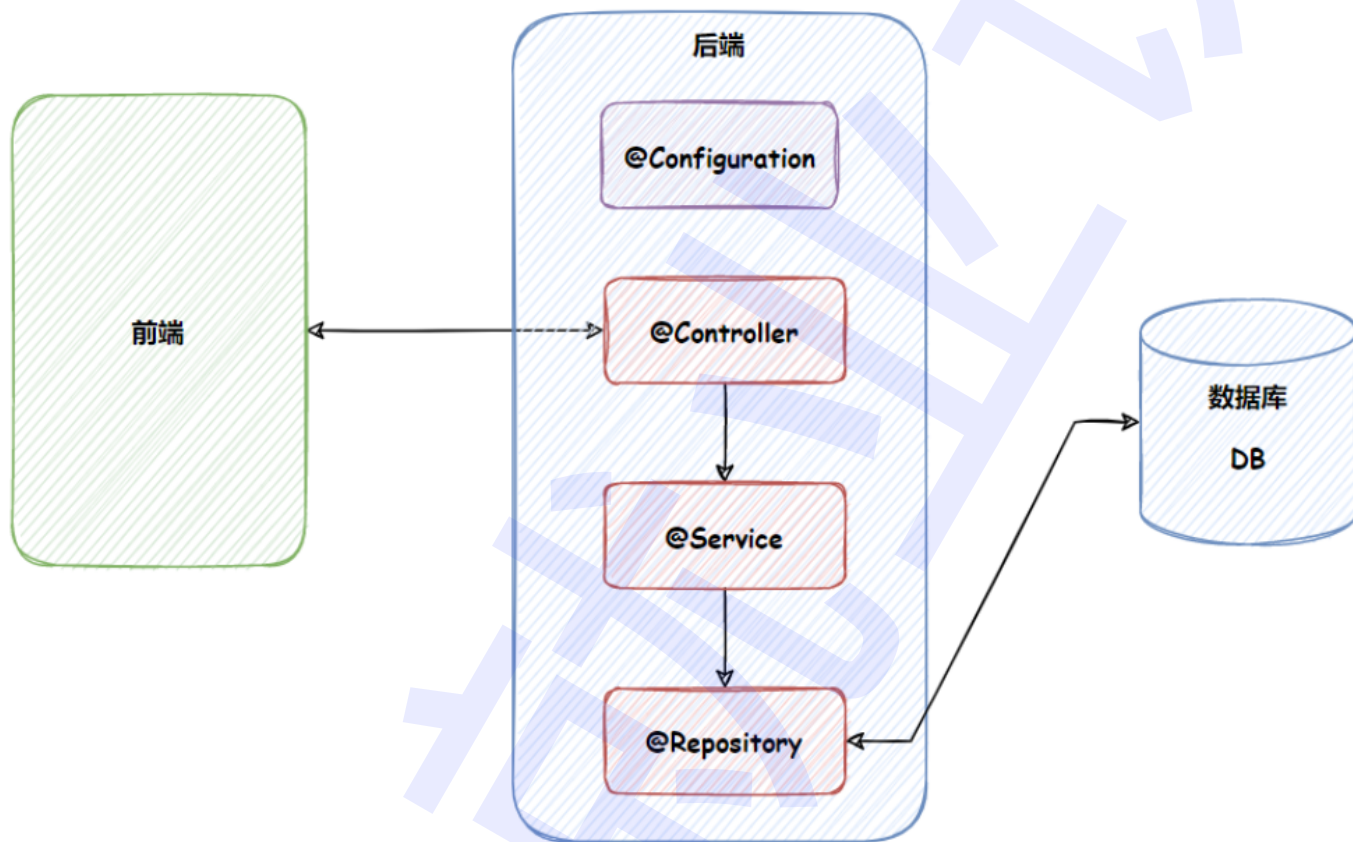 后端
@Configuration
前端
@Controller
数据库
DB
@Service
@Repository